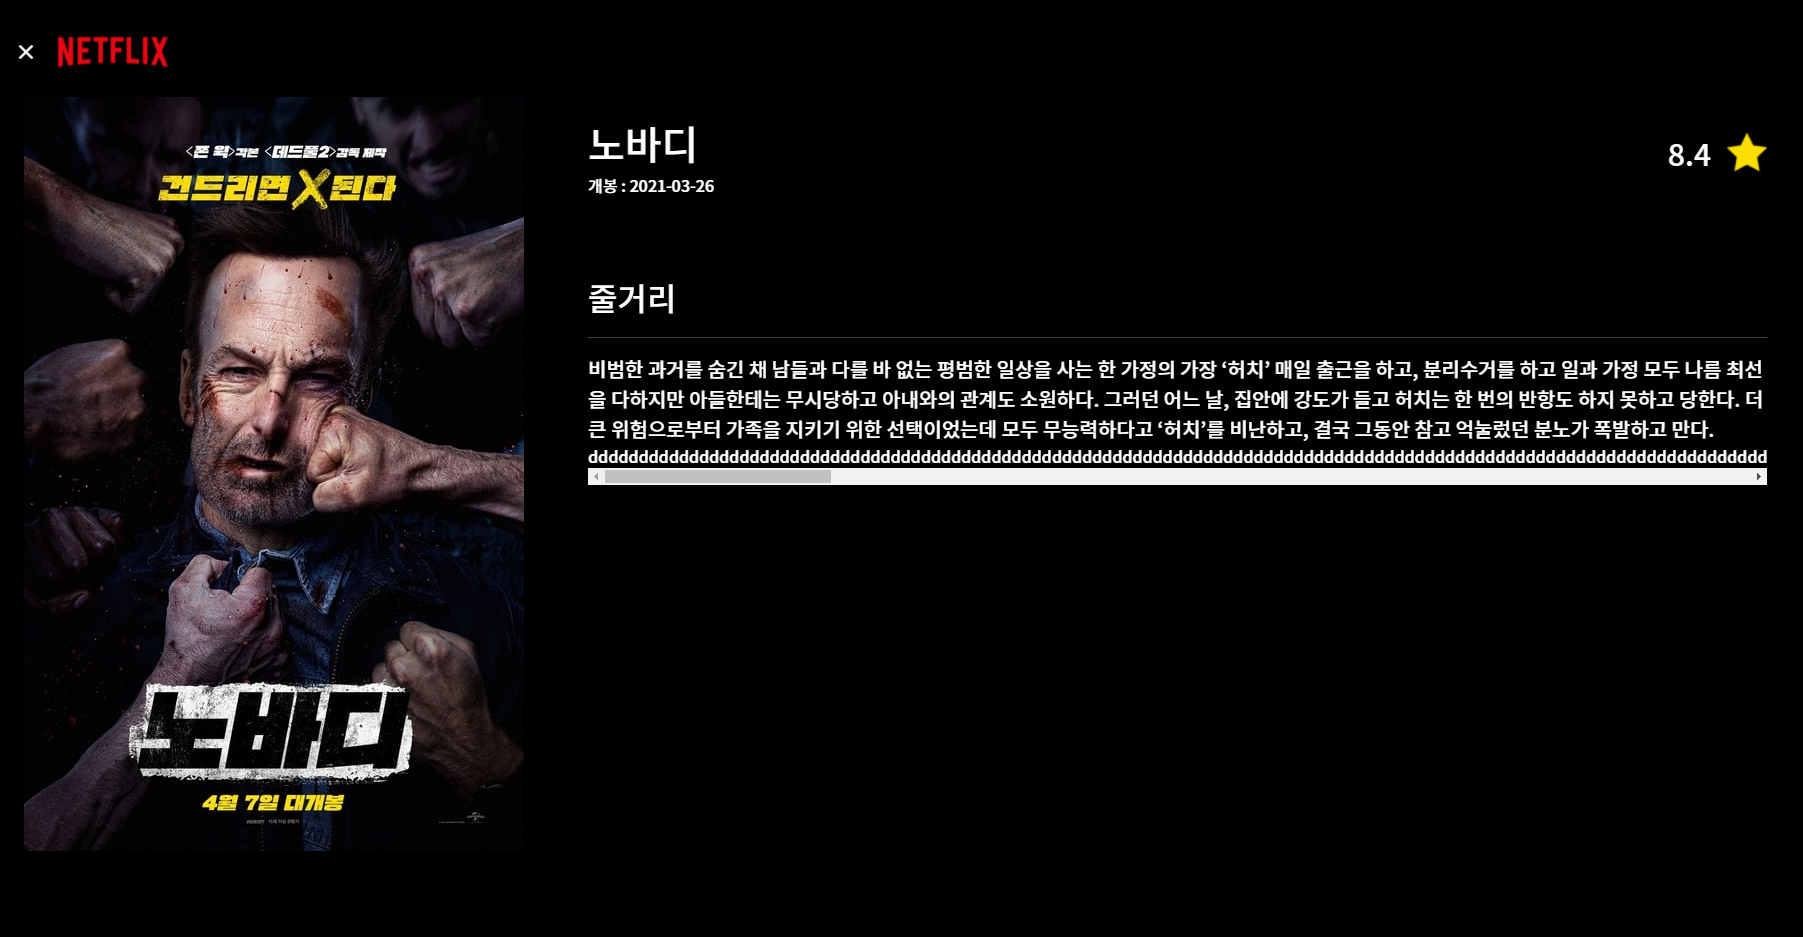 × NETFLIX
<존 윅>각본 <데드풀2>감독 제작
건드리면 X된다
노바디
4월 7일 대개봉
노바디
개봉 : 2021-03-26
8.4
줄거리
비범한 과거를 숨긴 채 남들과 다를 바 없는 평범한 일상을 사는 한 가정의 가장 ‘허치’ 매일 출근을 하고, 분리수거를 하고 일과 가정 모두 나름 최선
을 다하지만 아들한테는 무시당하고 아내와의 관계도 소원하다. 그러던 어느 날, 집안에 강도가 들고 허치는 한 번의 반항도 하지 못하고 당한다. 더
큰 위험으로부터 가족을 지키기 위한 선택이었는데 모두 무능력하다고 ‘허치’를 비난하고, 결국 그동안 참고 억눌렀던 분노가 폭발하고 만다.
ddddddddddddddddddddddddddddddddddddddddddddddddddddddddddddddddddddddddddddddddddddddddddddddddddddddddddddddddddddd